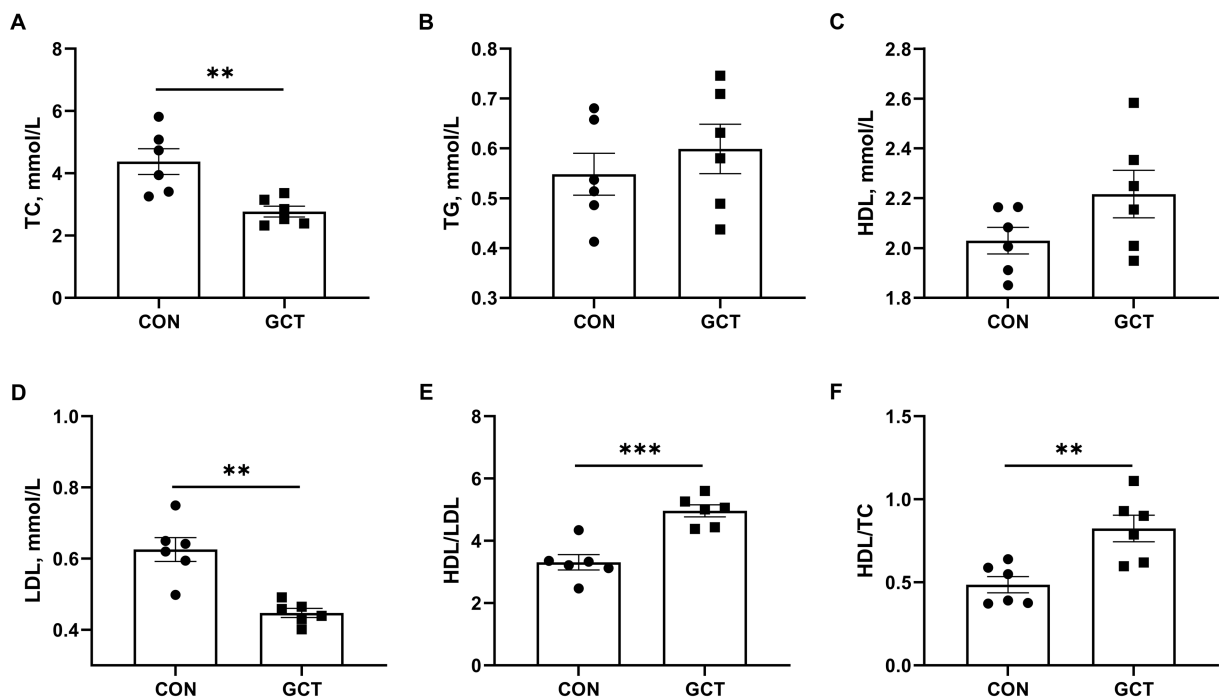 A
TC, mmol/L
8
6
4
2
0
**
CON
GCT
B
TG, mmol/L
0.8
0.7
0.6
0.5
0.4
0.3
CON
GCT
C
HDL, mmol/L
2.8
2.6
2.4
2.2
2.0
1.8
CON
GCT
D
LDL, mmol/L
1.0
0.8
0.6
0.4
**
CON
GCT
E
HDL/LDL
8
6
4
2
0
***
CON
GCT
F
HDL/TC
1.5
1.0
0.5
0.0
**
CON
GCT